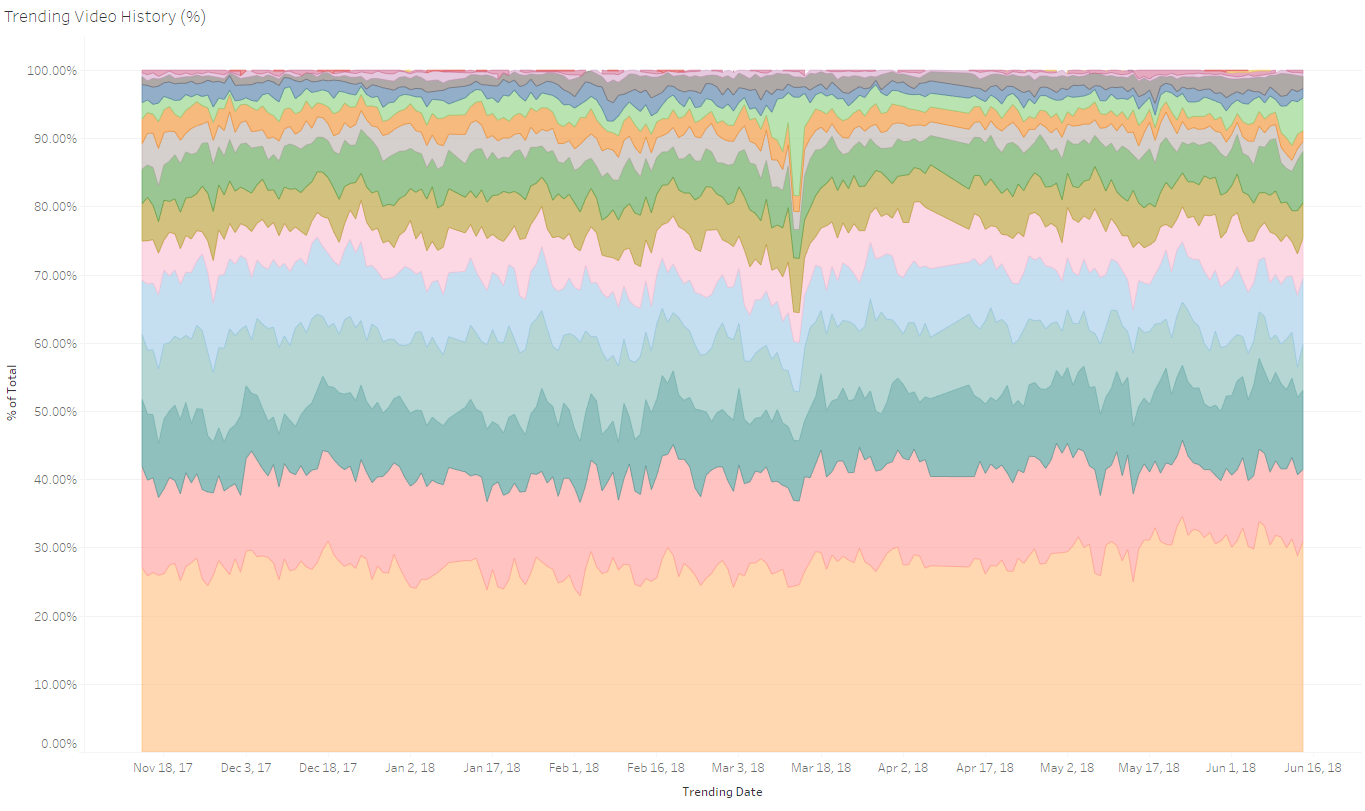 Trending Video History (%)
100.00%
90.00%
80.00%
70.00%
60.00%
50.00%
40.00%
30.00%
20.00%
10.00%
0.00%
% of Total
Nov 18, 17 Dec 3, 17 Dec 18, 17 Jan 2, 18 Jan 17, 18 Feb 1, 18 Feb 16, 18 Mar 3, 18 Mar 18, 18 Apr 2, 18 Apr 17, 18 May 2, 18 May 17, 18 Jun 1, 18 Jun 16, 18
Trending Date